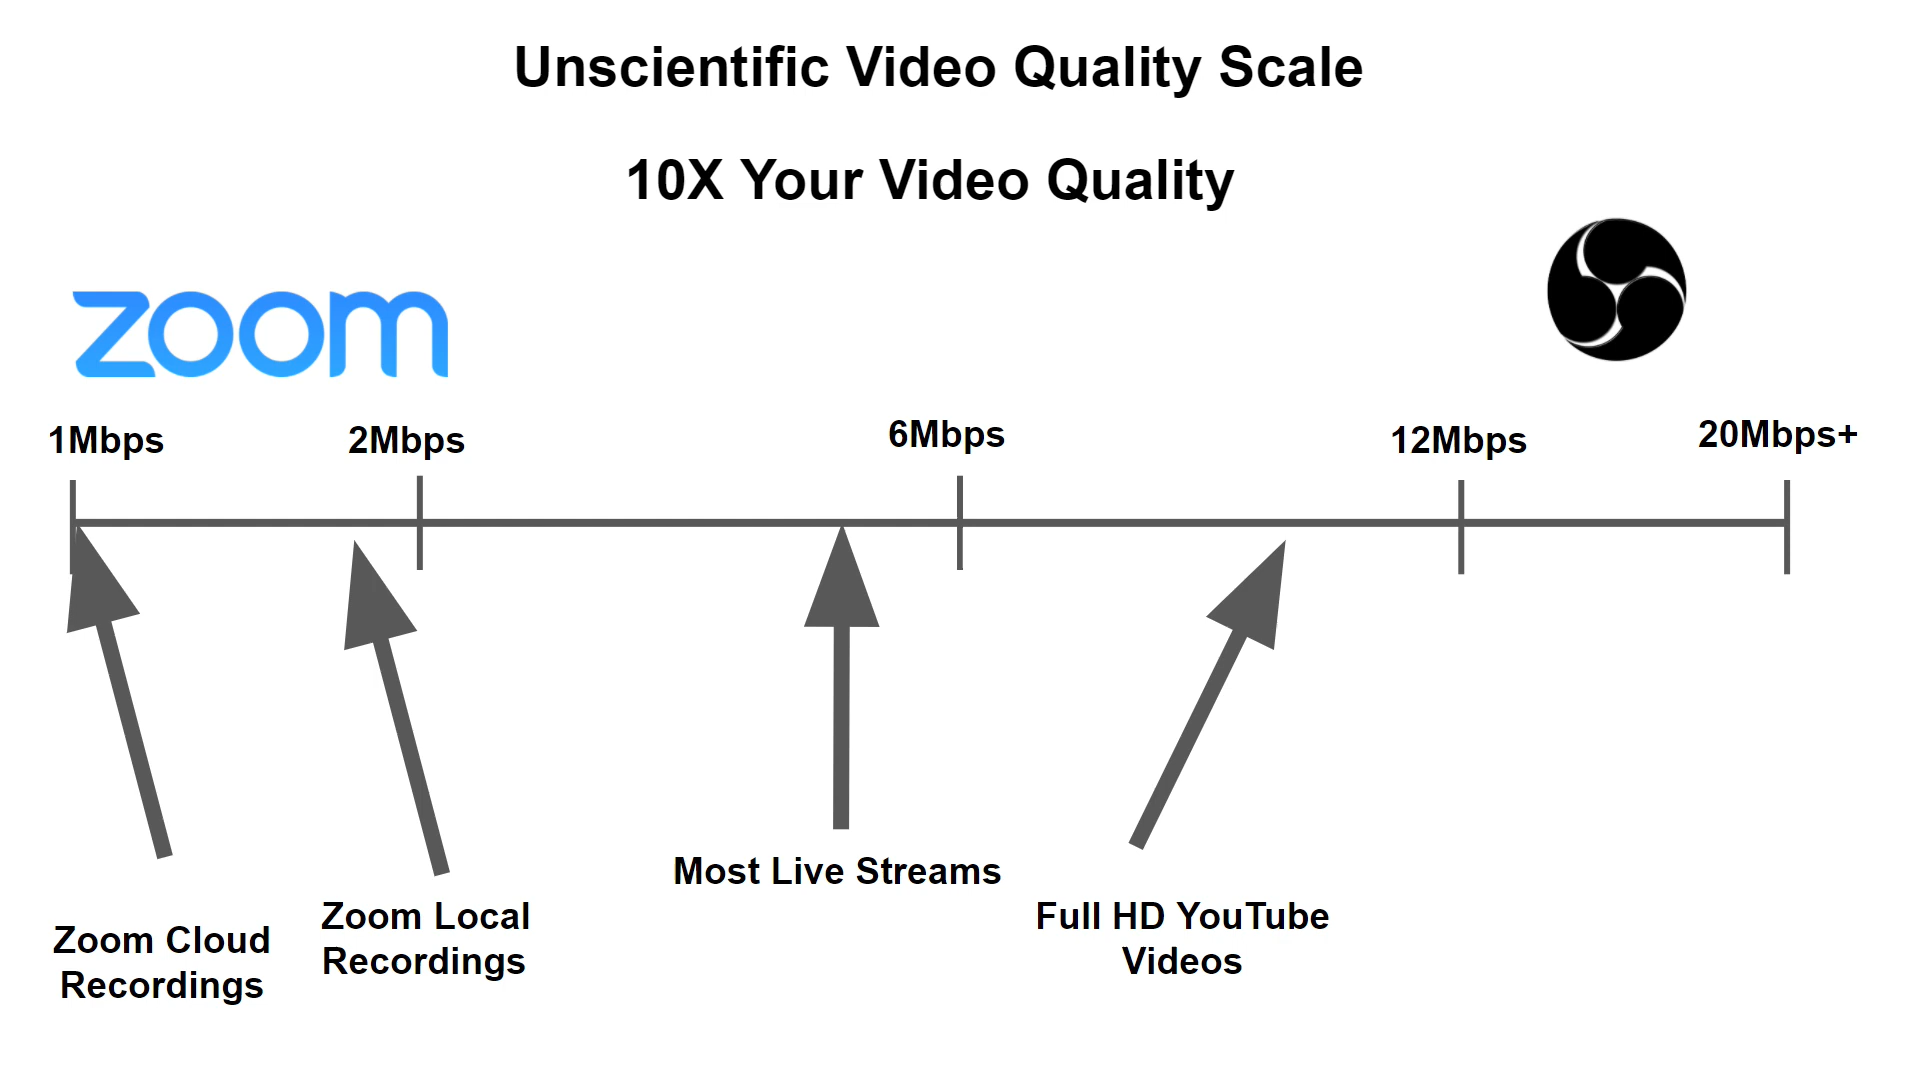 Unscientific Video Quality Scale
10X Your Video Quality
zoom
1Mbps
2Mbps
6Mbps
12Mbps
20Mbps+
Zoom Cloud
Recordings
Zoom Local
Recordings
Most Live Streams
Full HD YouTube
Videos